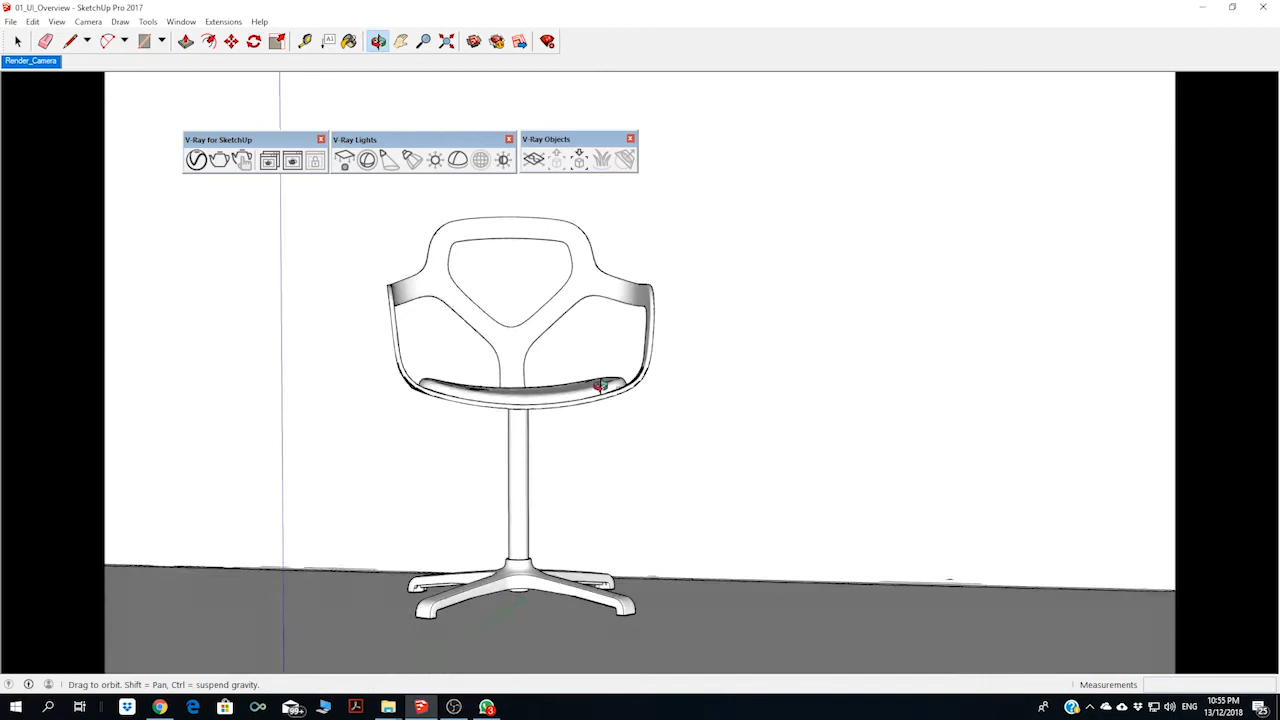 01_UI_Overview - SketchUp Pro 2017
File Edit View Camera Draw Tools Window Extensions Help
Render_Camera
V-Ray for SketchUp
V-Ray Lights
V-Ray Objects
Drag to orbit. Shift = Pan, Ctrl = suspend gravity.
Measurements
ENG
10:55 PM
13/12/2018